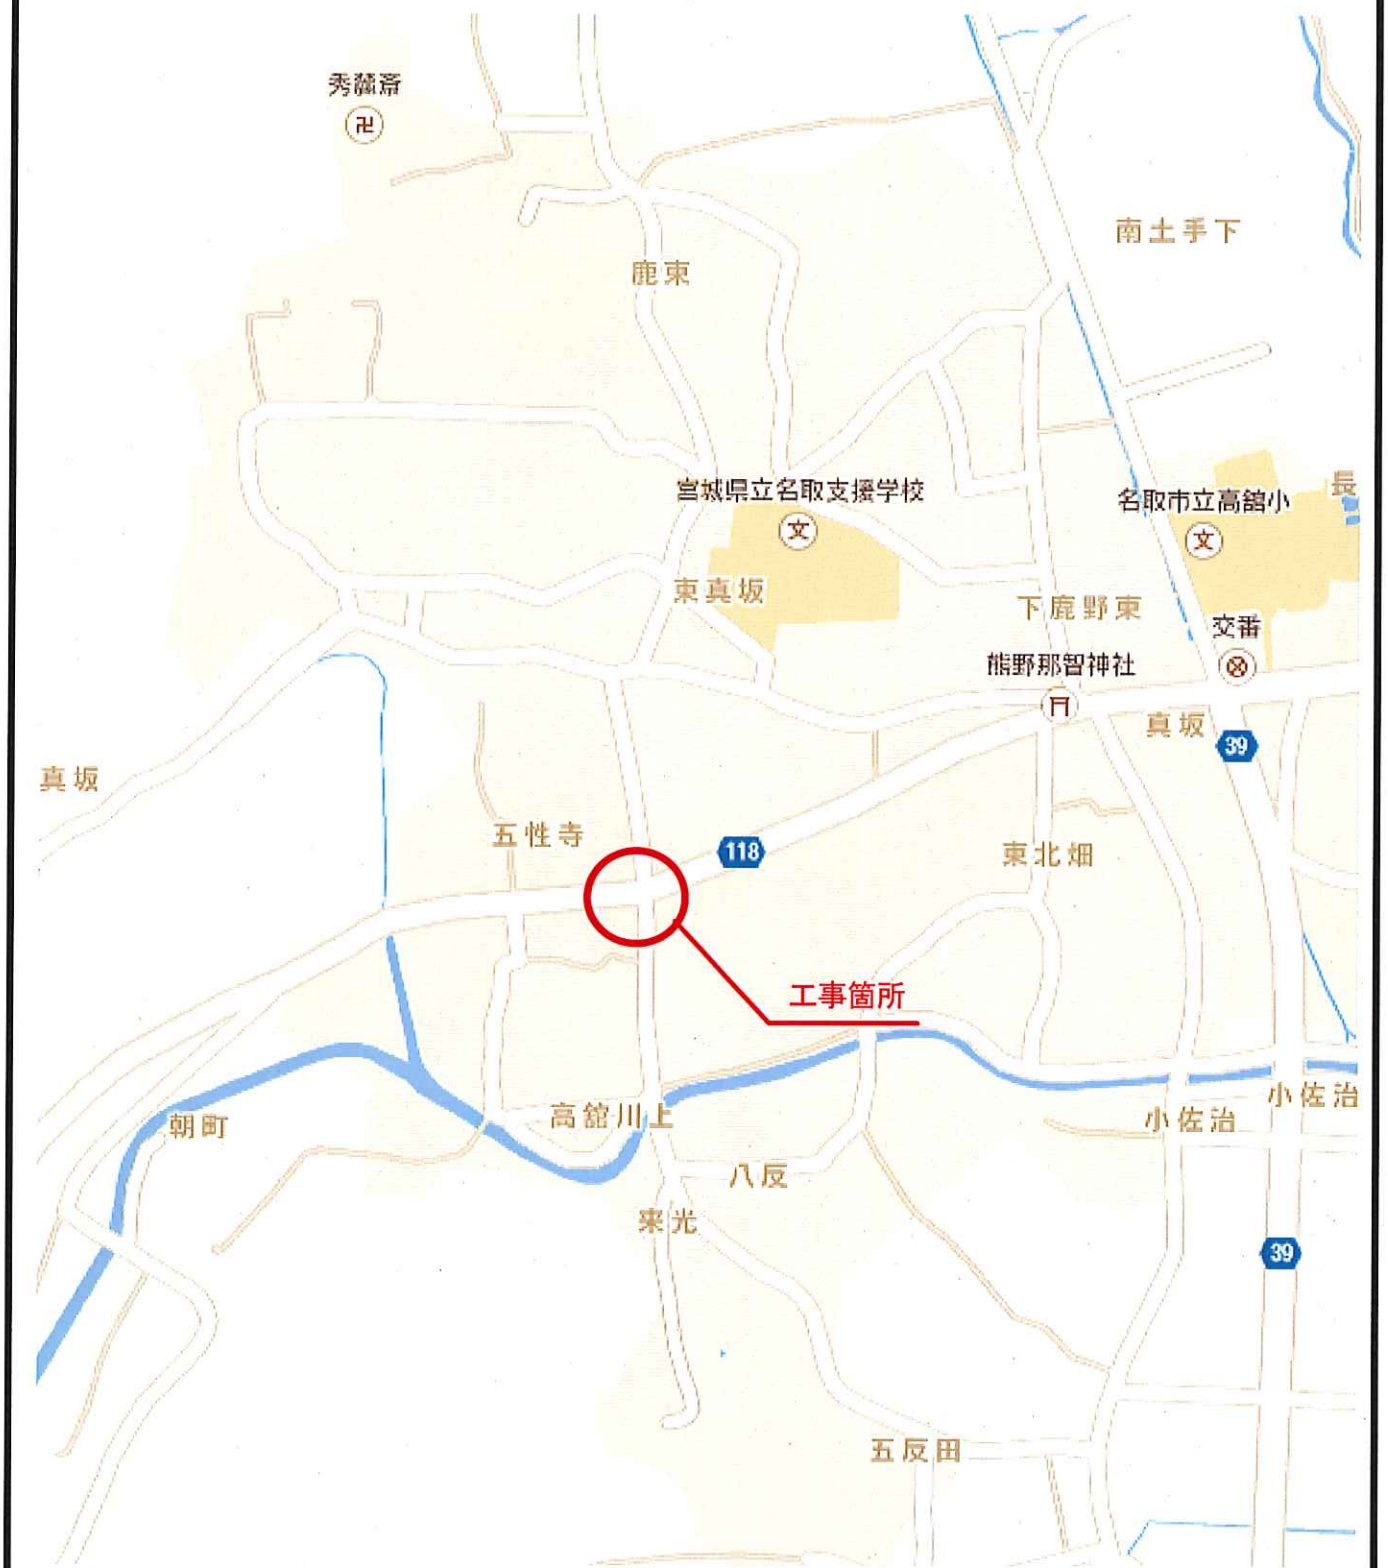 秀麓斎
南土手下
鹿東
宮城県立名取支援学校
名取市立高舘小
長
東真坂
下鹿野東
交番
熊野那智神社
真坂
39
真坂
五性寺
118
東北畑
工事箇所
高舘川上
朝町
小佐治
小佐治
八反
来光
39
五反田